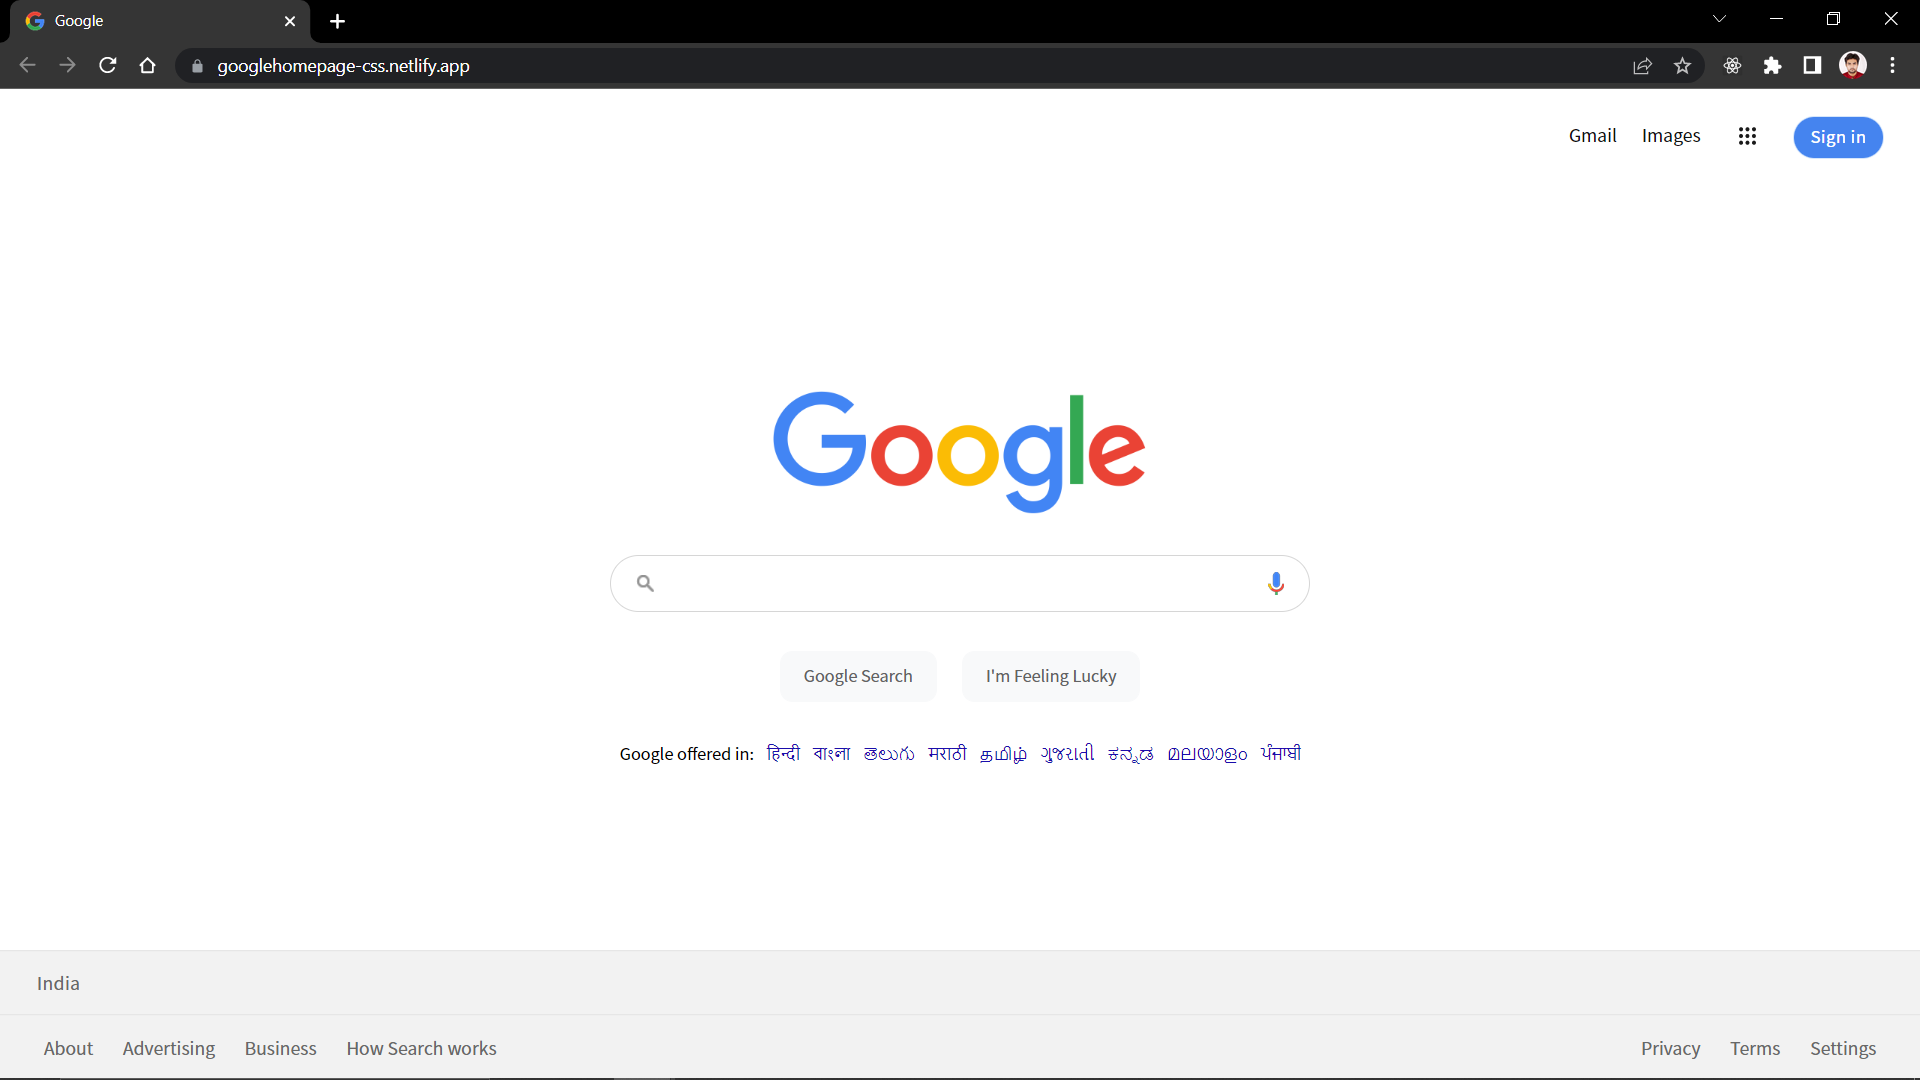 Google
googlehomepage-css.netlify.app
Gmail Images Sign in
Google
Google Search I'm Feeling Lucky
Google offered in: हिन्दी বাংলা తెలుగు मराठी தமிழ் ગુજરાતી ಕನ್ನಡ മലയാളം ਪੰਜਾਬੀ
India
About Advertising Business How Search works Privacy Terms Settings